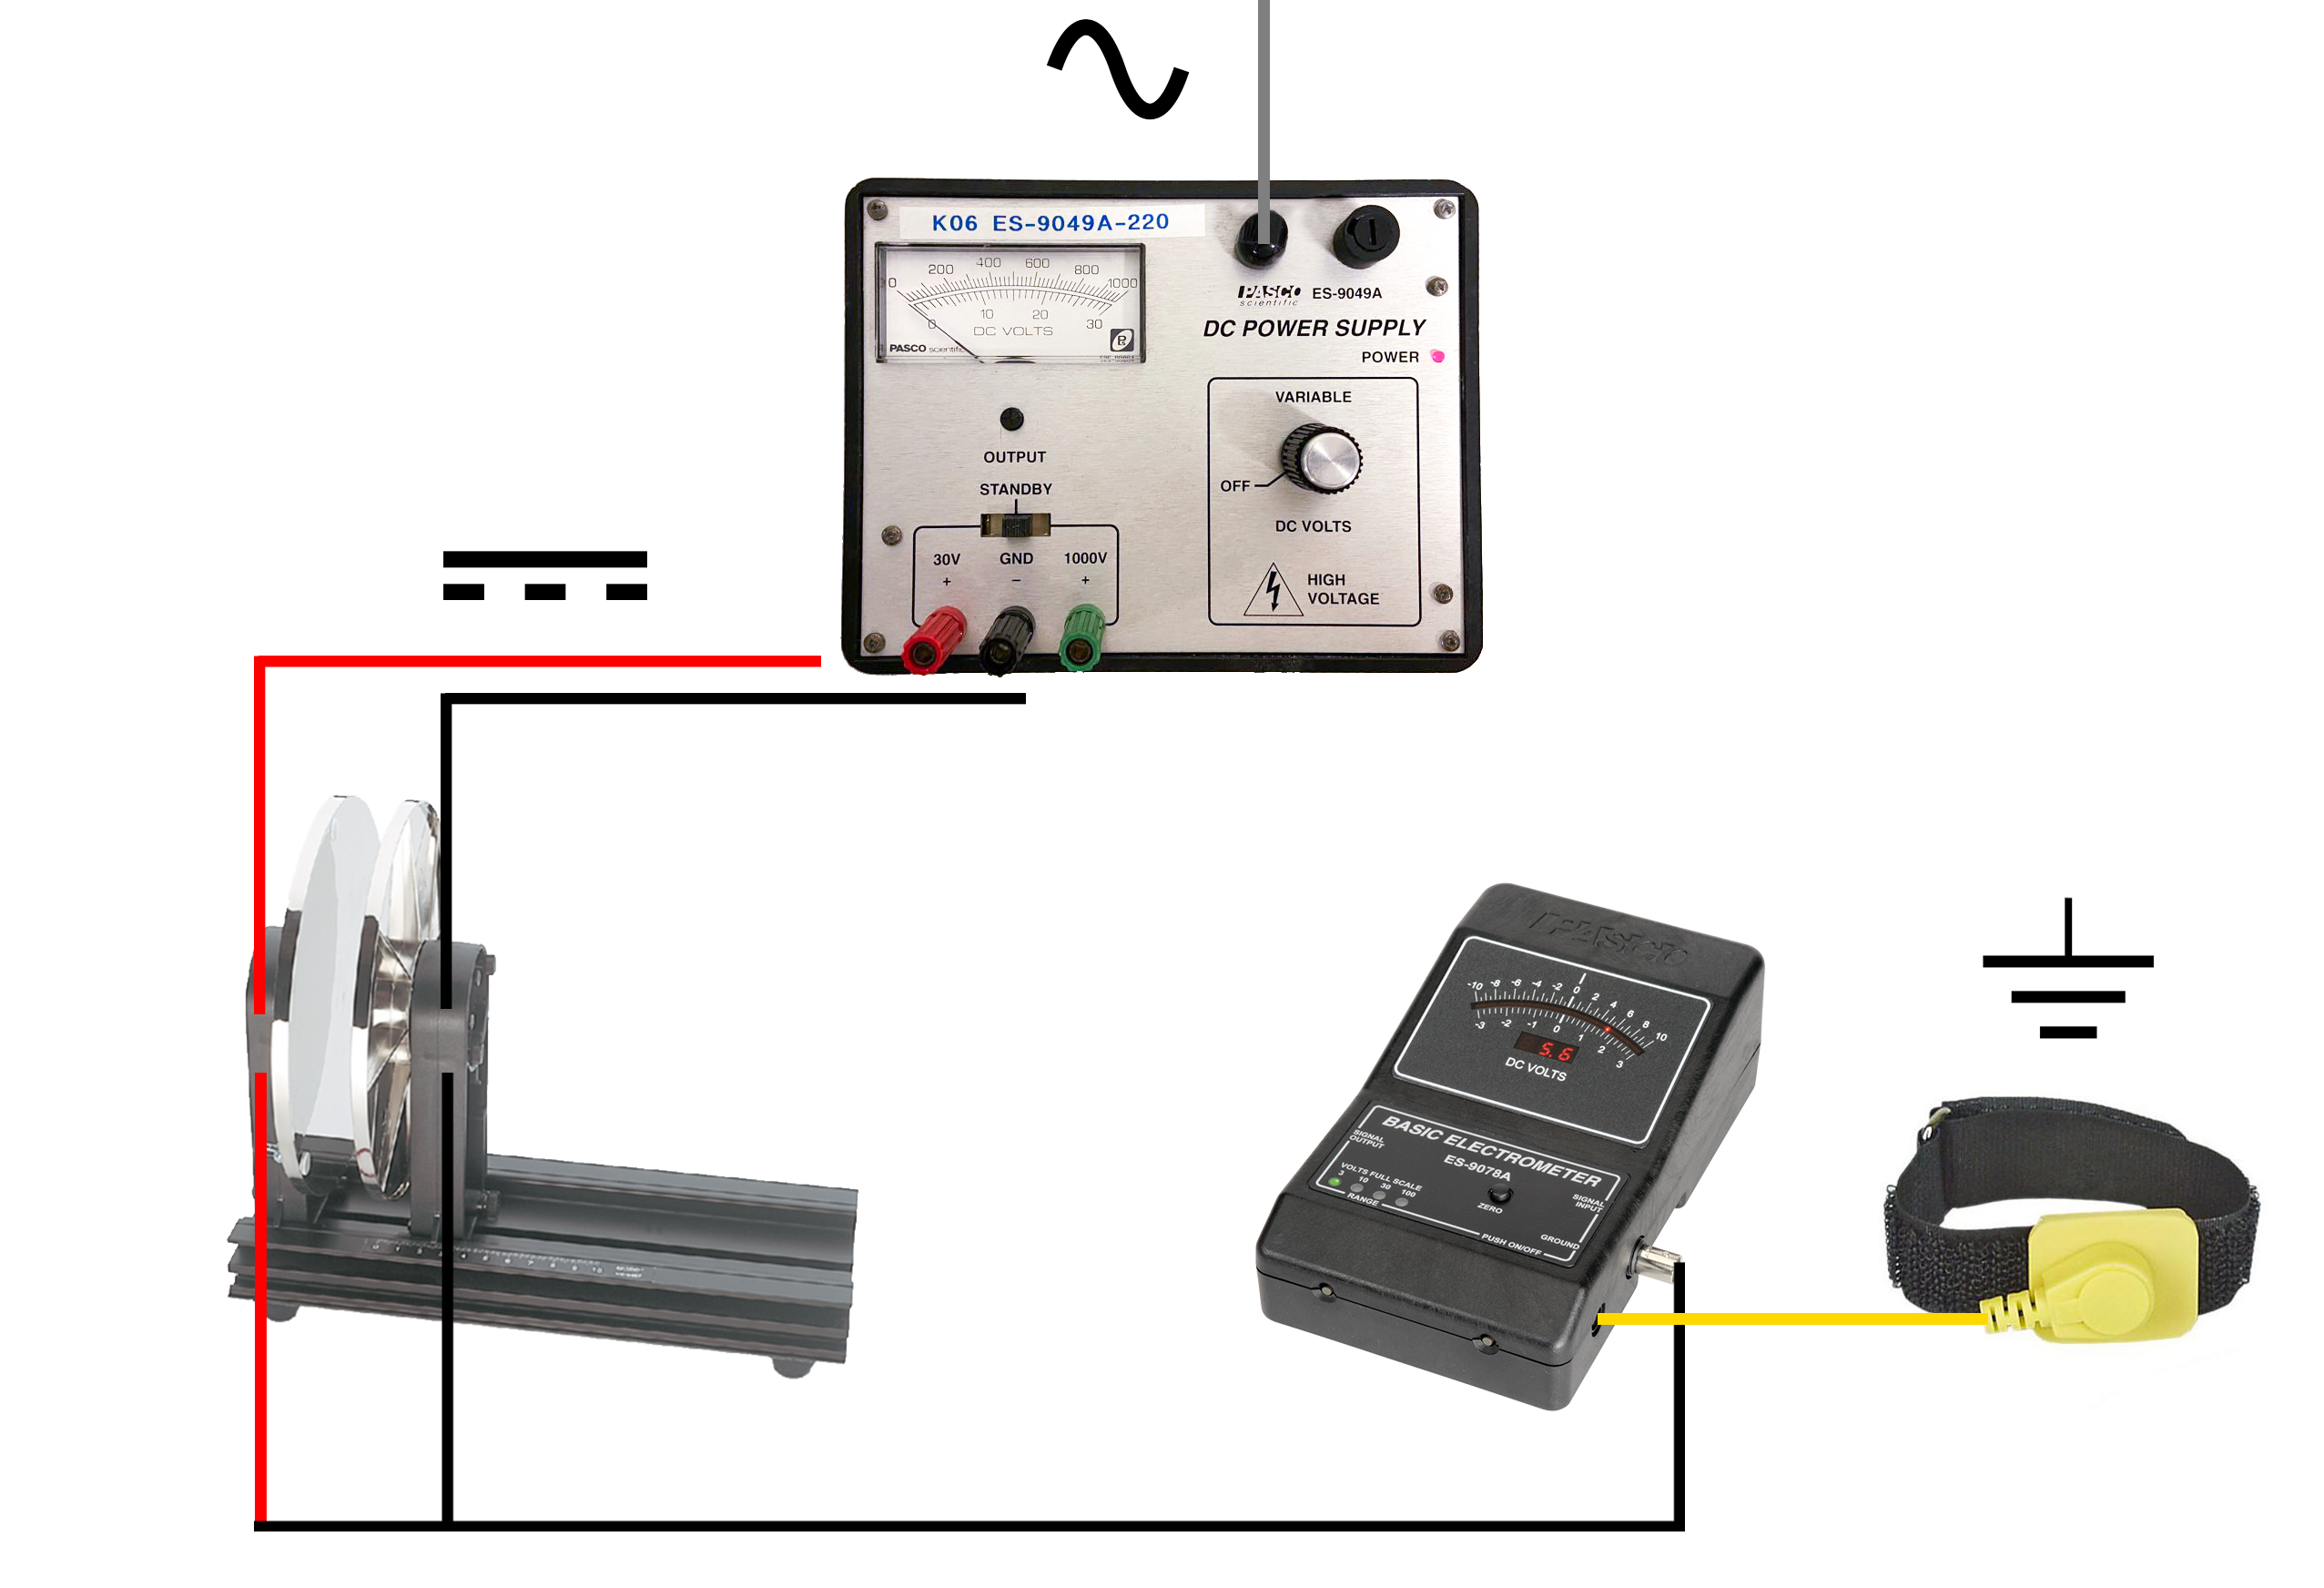 K06 ES-9049A-220
0 200 400 600 800 1000
0 10 20 30
DC VOLTS
PASCO scientific
PASCO scientific ES-9049A
DC POWER SUPPLY
POWER
VARIABLE
OFF
DC VOLTS
HIGH VOLTAGE
OUTPUT
STANDBY
30V GND 1000V
+ − +
PASCO
-10 -8 -6 -4 -2 0 2 4 6 8 10
-3 -2 -1 0 1 2 3
5.6
DC VOLTS
BASIC ELECTROMETER
ES-9078A
SIGNAL OUTPUT
VOLTS FULL SCALE
3 10 30 100
RANGE
ZERO
PUSH ON/OFF
SIGNAL INPUT
GROUND